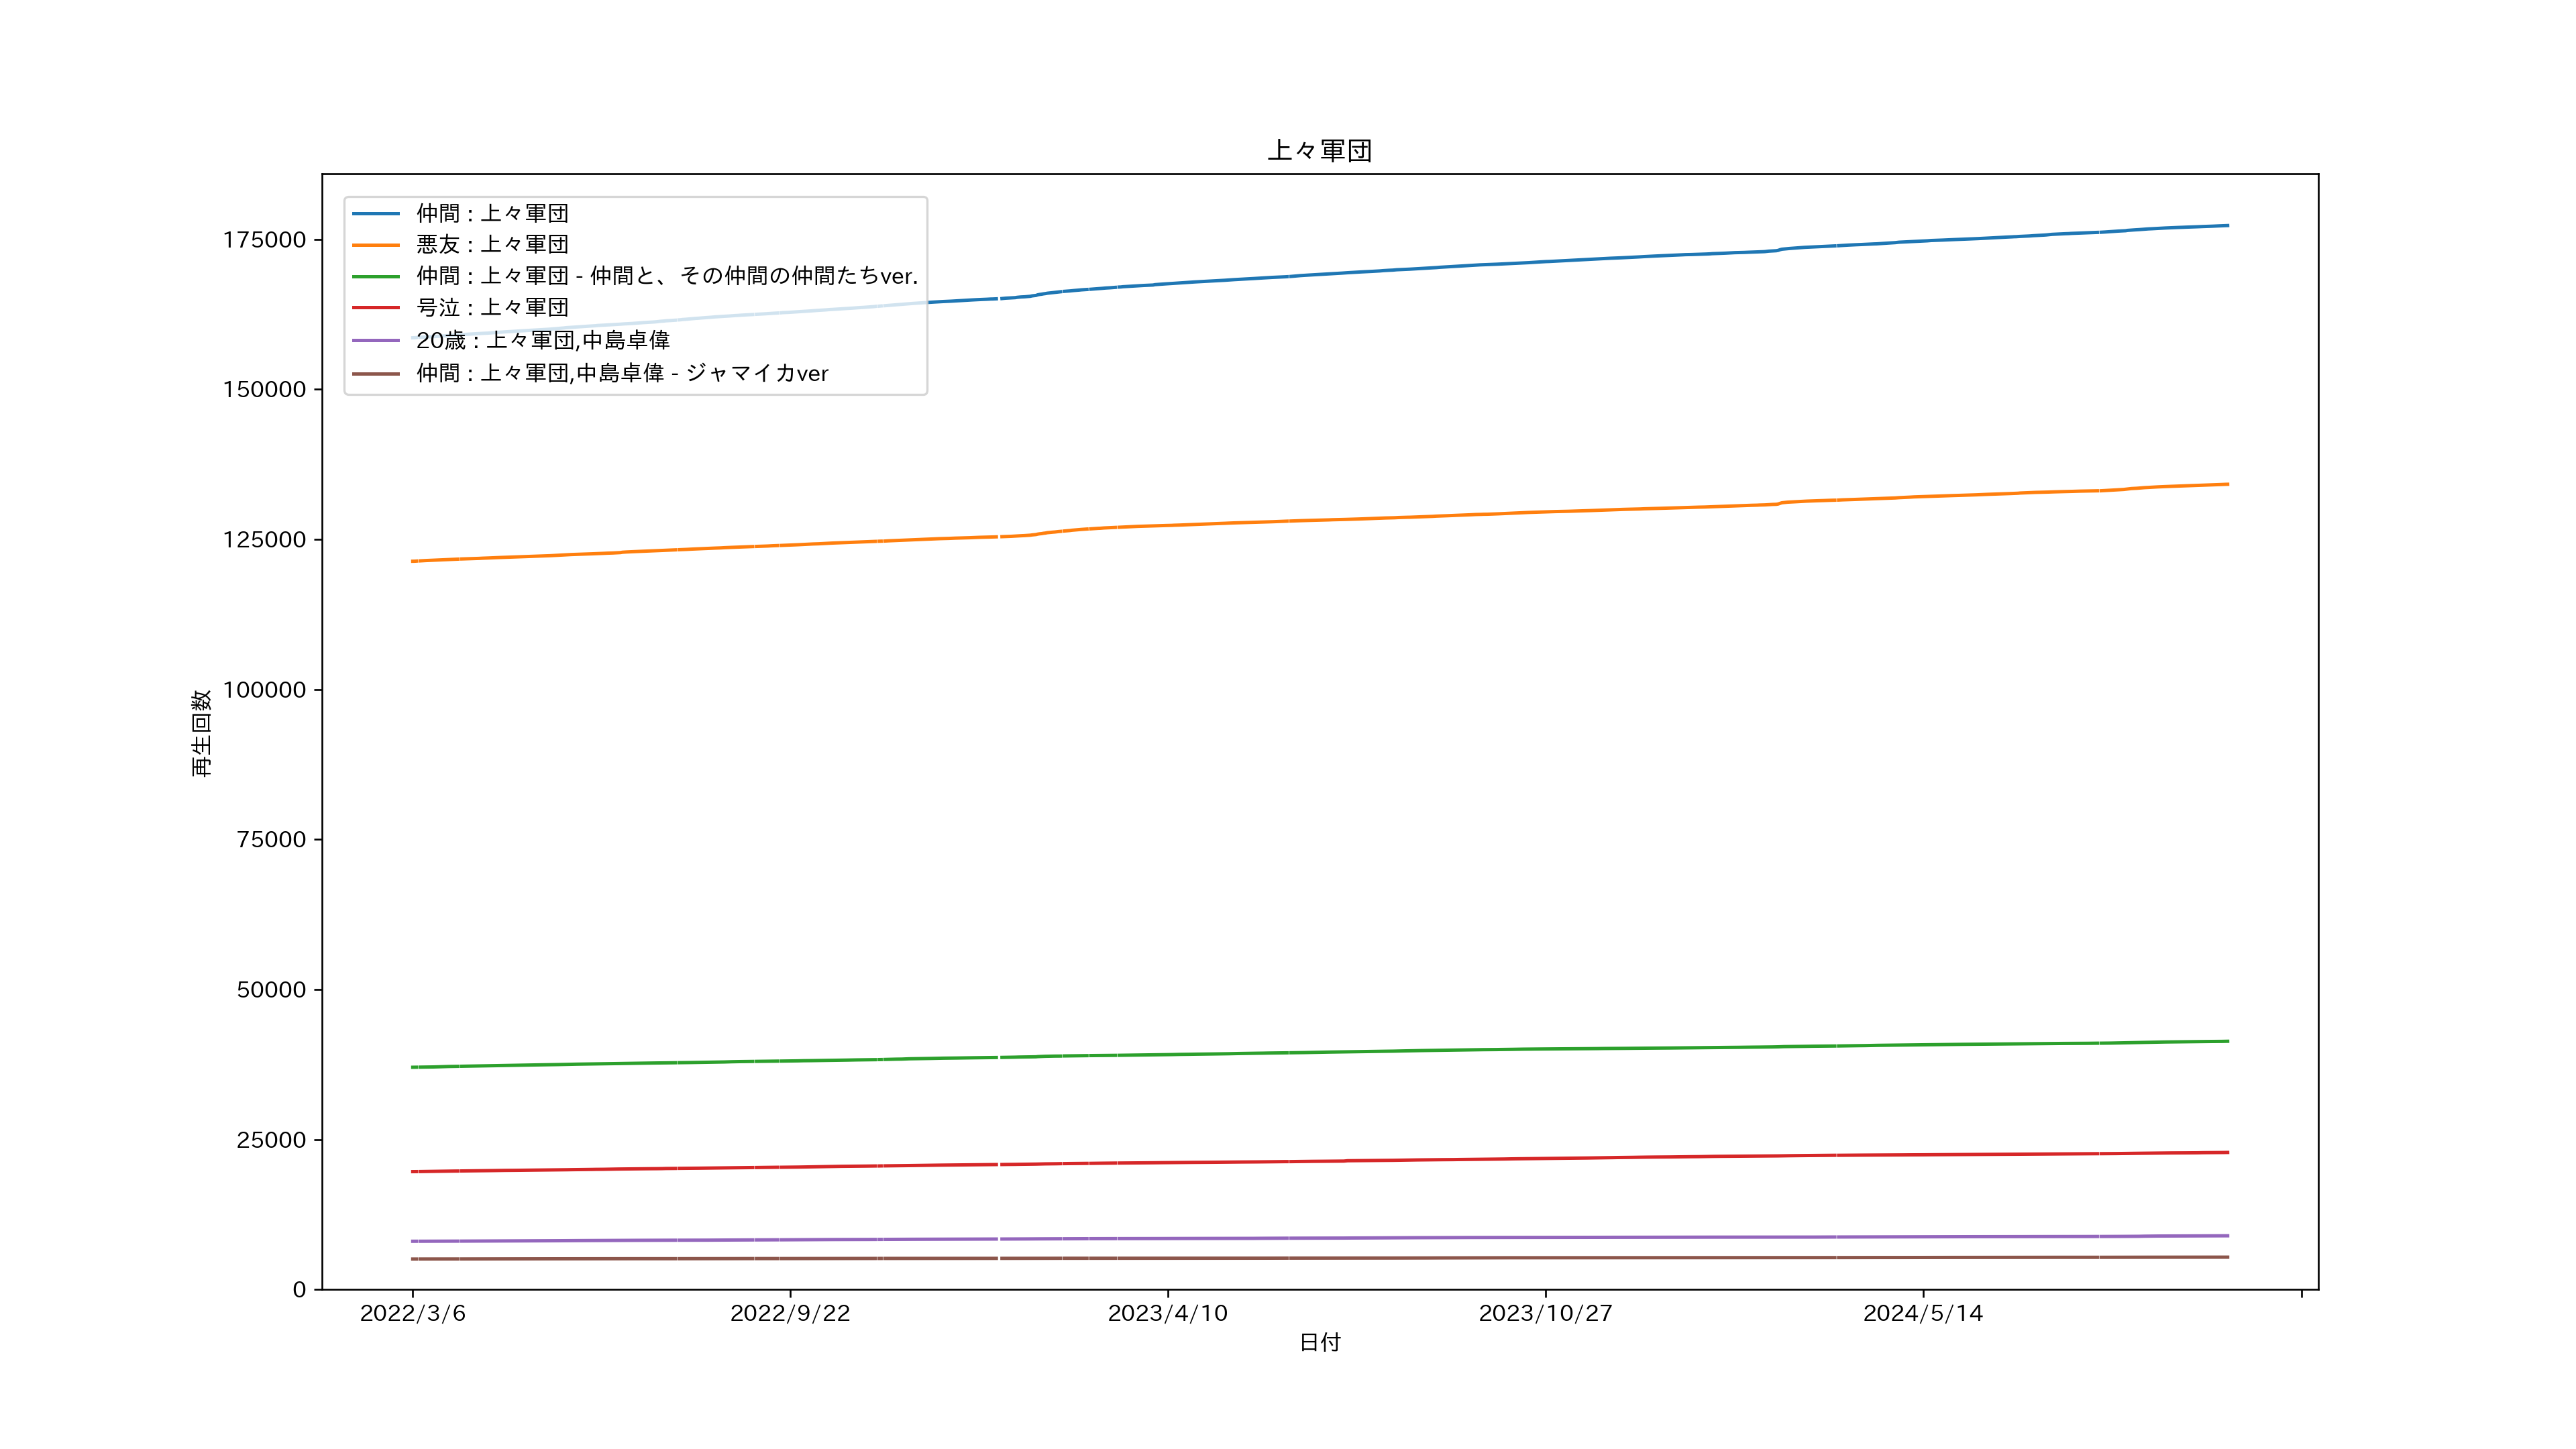 上々軍団
仲間 : 上々軍団
悪友 : 上々軍団
仲間 : 上々軍団 - 仲間と、その仲間の仲間たちver.
号泣 : 上々軍団
20歳 : 上々軍団,中島卓偉
仲間 : 上々軍団,中島卓偉 - ジャマイカver
175000
150000
125000
100000
75000
50000
25000
0
再生回数
2022/3/6
2022/9/22
2023/4/10
2023/10/27
2024/5/14
日付